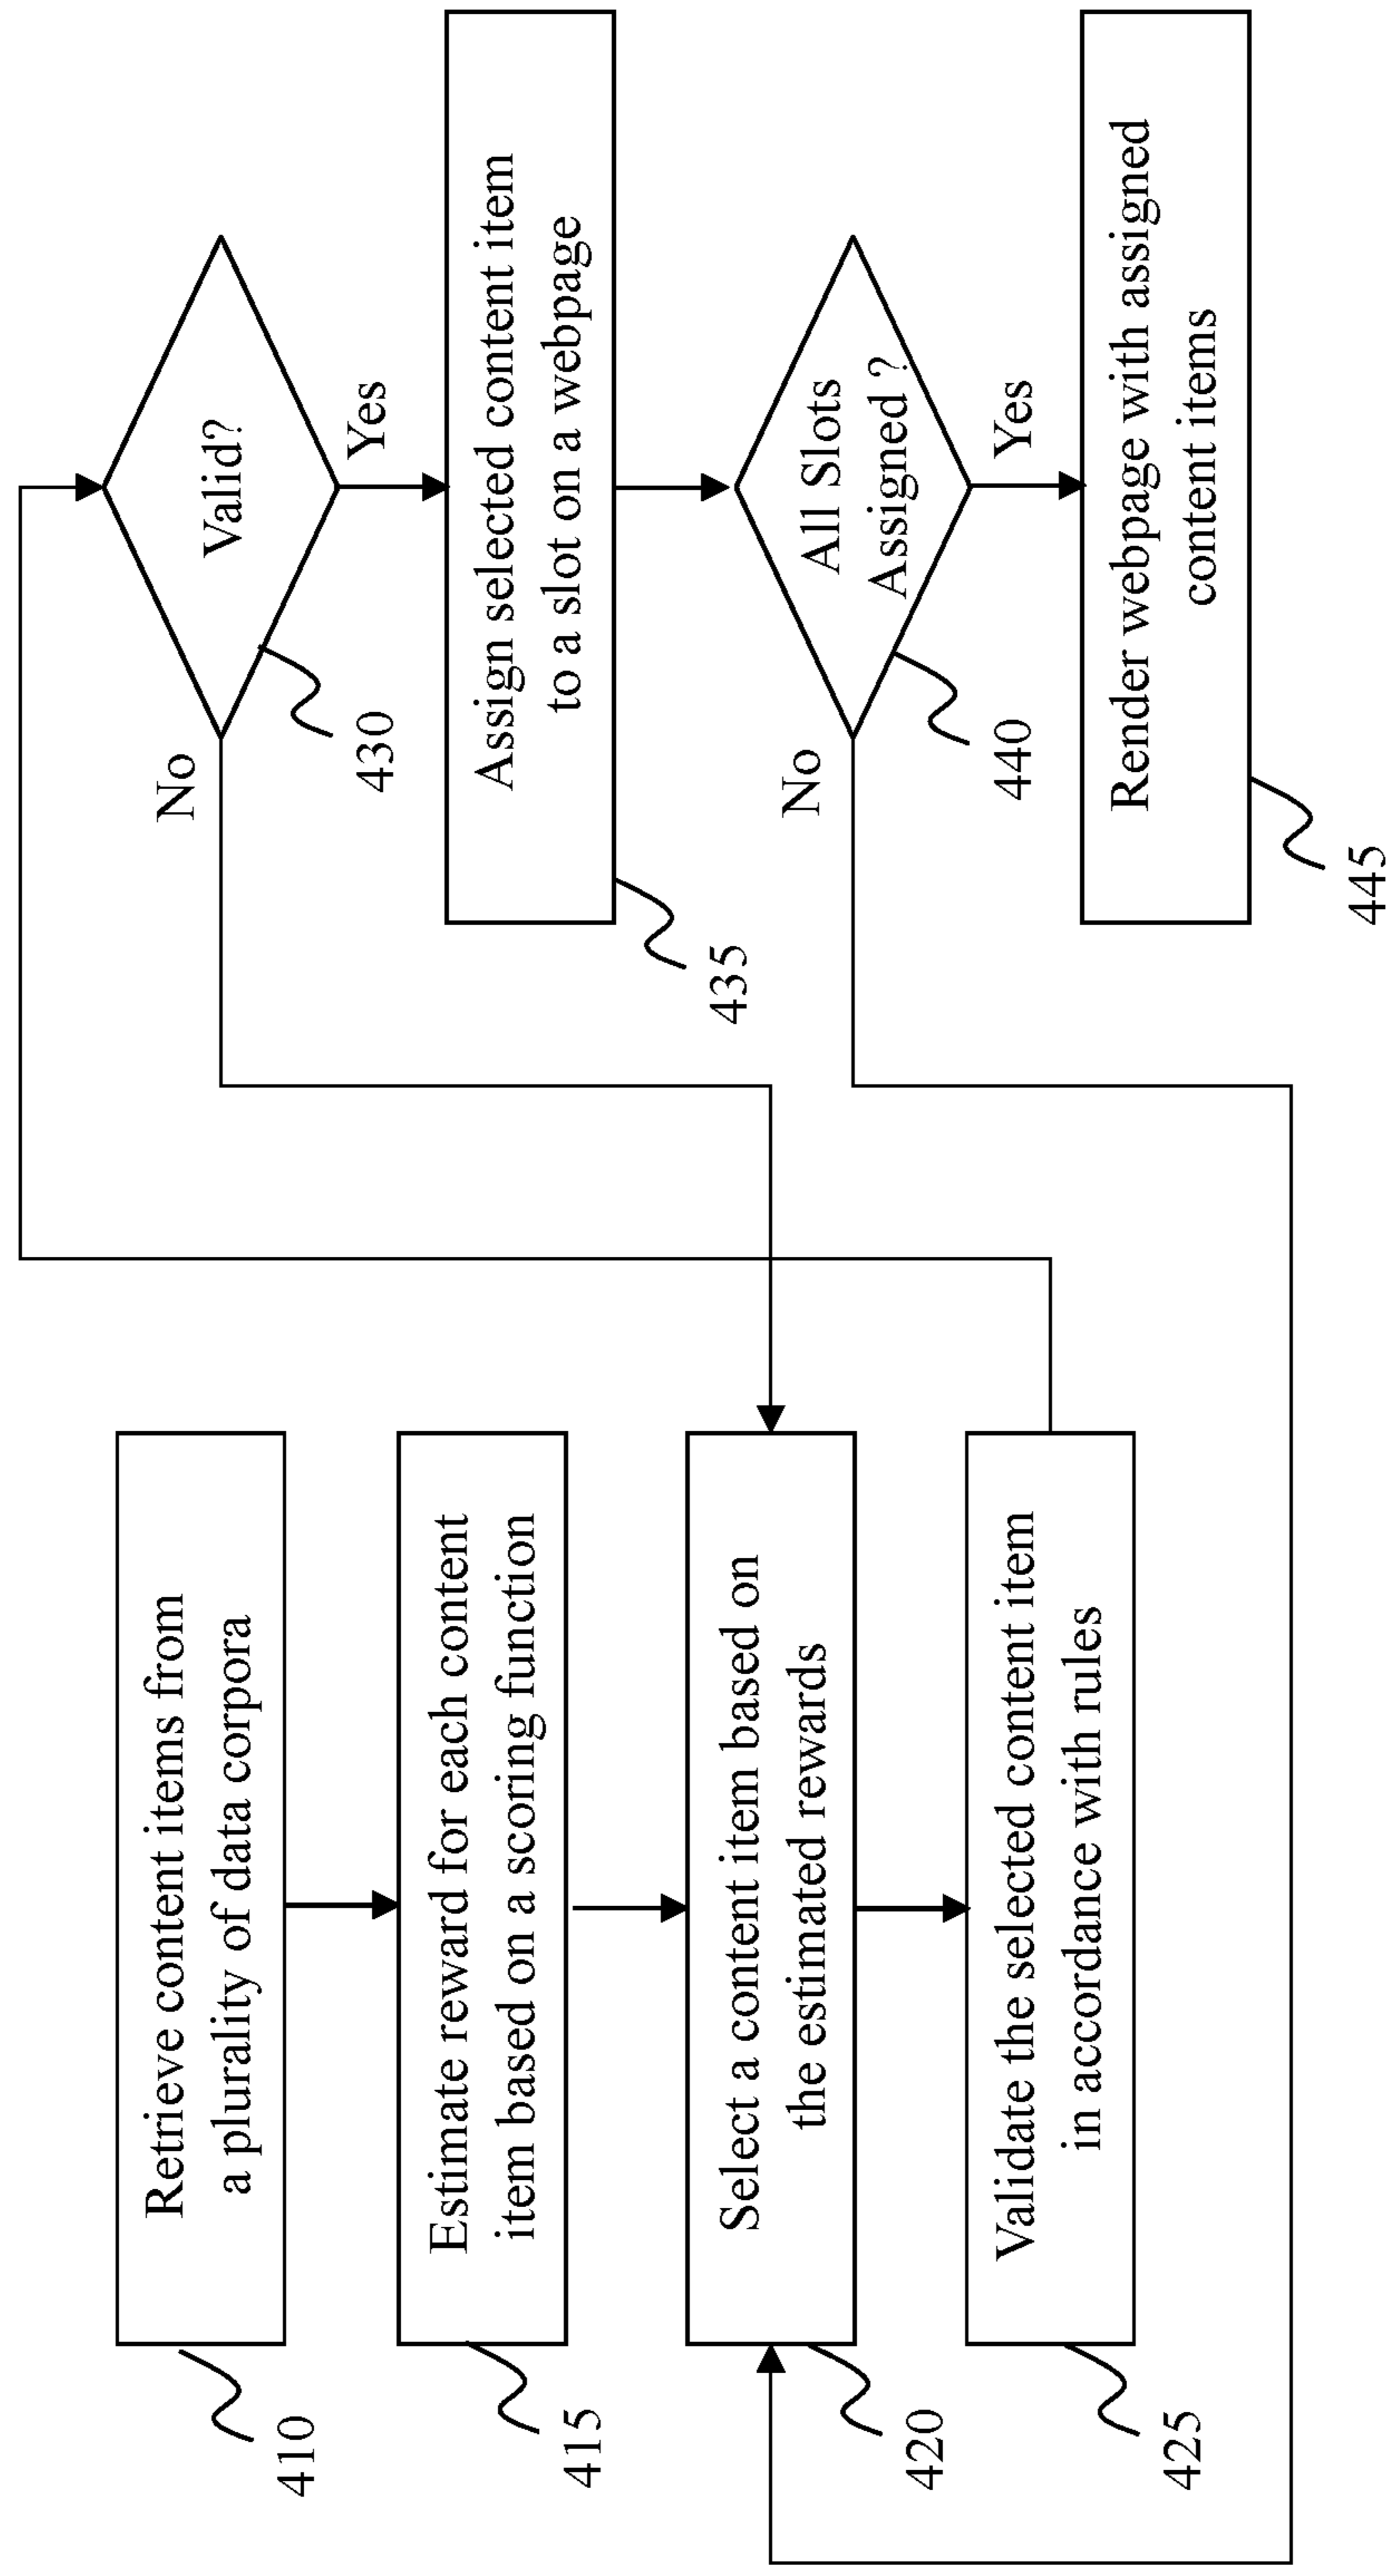 Retrieve content items from
a plurality of data corpora
410
Estimate reward for each content
item based on a scoring function
415
Select a content item based on
the estimated rewards
420
Validate the selected content item
in accordance with rules
425
Valid?
No
Yes
430
Assign selected content item
to a slot on a webpage
435
All Slots
Assigned ?
No
Yes
440
Render webpage with assigned
content items
445